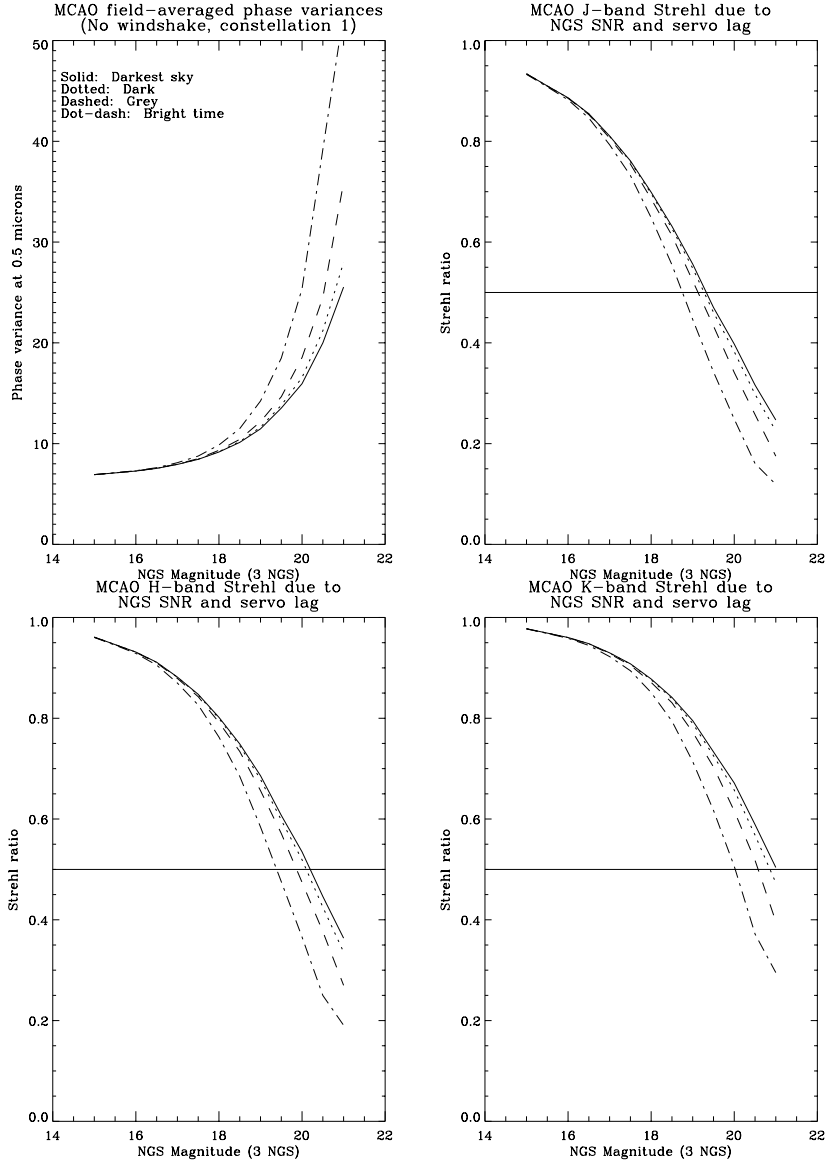 MCAO field-averaged phase variances
(No windshake, constellation 1)
50
40
30
20
10
0
Phase variance at 0.5 microns
Solid: Darkest sky
Dotted: Dark
Dashed: Grey
Dot-dash: Bright time
14 16 18 20 22
NGS Magnitude (3 NGS)
MCAO J-band Strehl due to
NGS SNR and servo lag
1.0
0.8
0.6
0.4
0.2
0.0
Strehl ratio
14 16 18 20 22
NGS Magnitude (3 NGS)
MCAO H-band Strehl due to
NGS SNR and servo lag
1.0
0.8
0.6
0.4
0.2
0.0
Strehl ratio
14 16 18 20 22
NGS Magnitude (3 NGS)
MCAO K-band Strehl due to
NGS SNR and servo lag
1.0
0.8
0.6
0.4
0.2
0.0
Strehl ratio
14 16 18 20 22
NGS Magnitude (3 NGS)